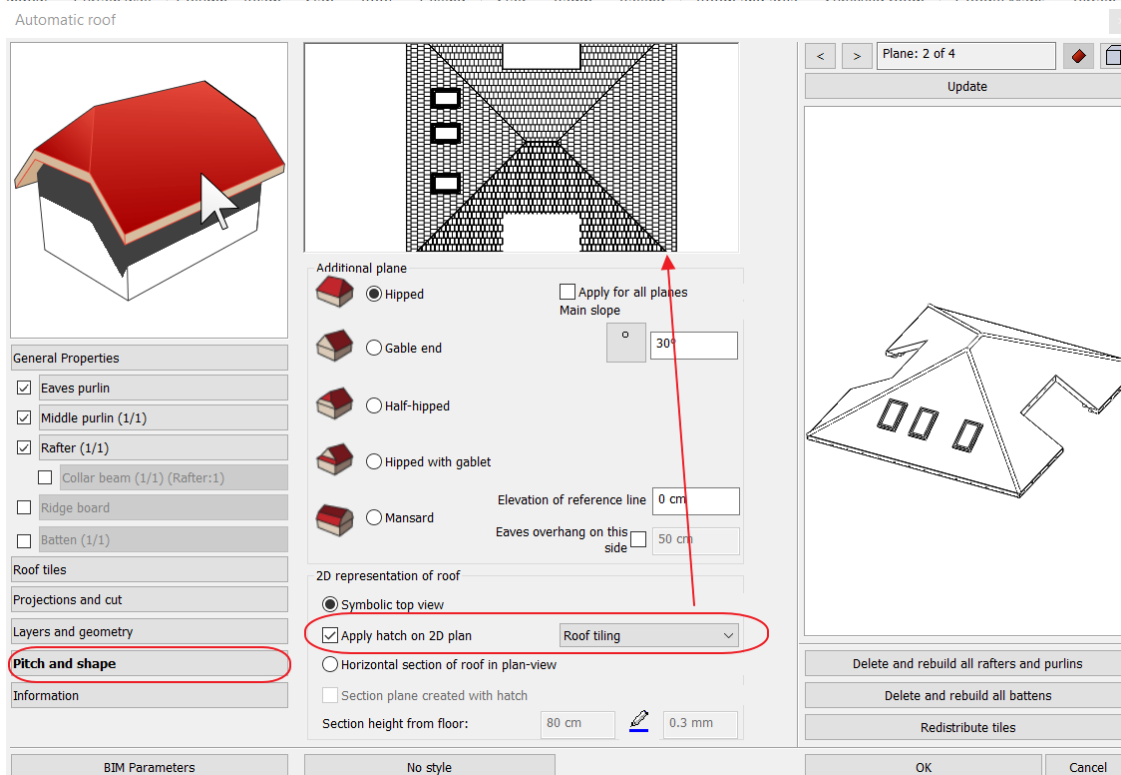 Automatic roof
General Properties
Eaves purlin
Middle purlin (1/1)
Rafter (1/1)
Collar beam (1/1) (Rafter:1)
Ridge board
Batten (1/1)
Roof tiles
Projections and cut
Layers and geometry
Pitch and shape
Information
BIM Parameters
Additional plane
Hipped
Apply for all planes
Main slope
° 30°
Gable end
Half-hipped
Hipped with gablet
Elevation of reference line 0 cm
Mansard
Eaves overhang on this
side 50 cm
2D representation of roof
Symbolic top view
Apply hatch on 2D plan Roof tiling
Horizontal section of roof in plan-view
Section plane created with hatch
Section height from floor: 80 cm 0.3 mm
No style
< > Plane: 2 of 4
Update
Delete and rebuild all rafters and purlins
Delete and rebuild all battens
Redistribute tiles
OK Cancel